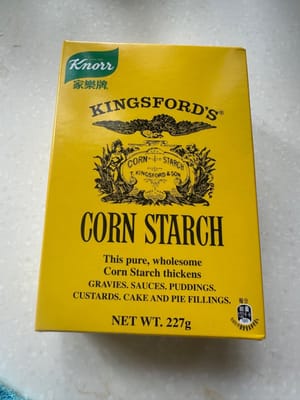 Knorr
家樂牌
KINGSFORD'S®
CORN STARCH
T. KINGSFORD & SON
CORN STARCH
This pure, wholesome
Corn Starch thickens
GRAVIES. SAUCES. PUDDINGS.
CUSTARDS. CAKE AND PIE FILLINGS.
NET WT. 227g